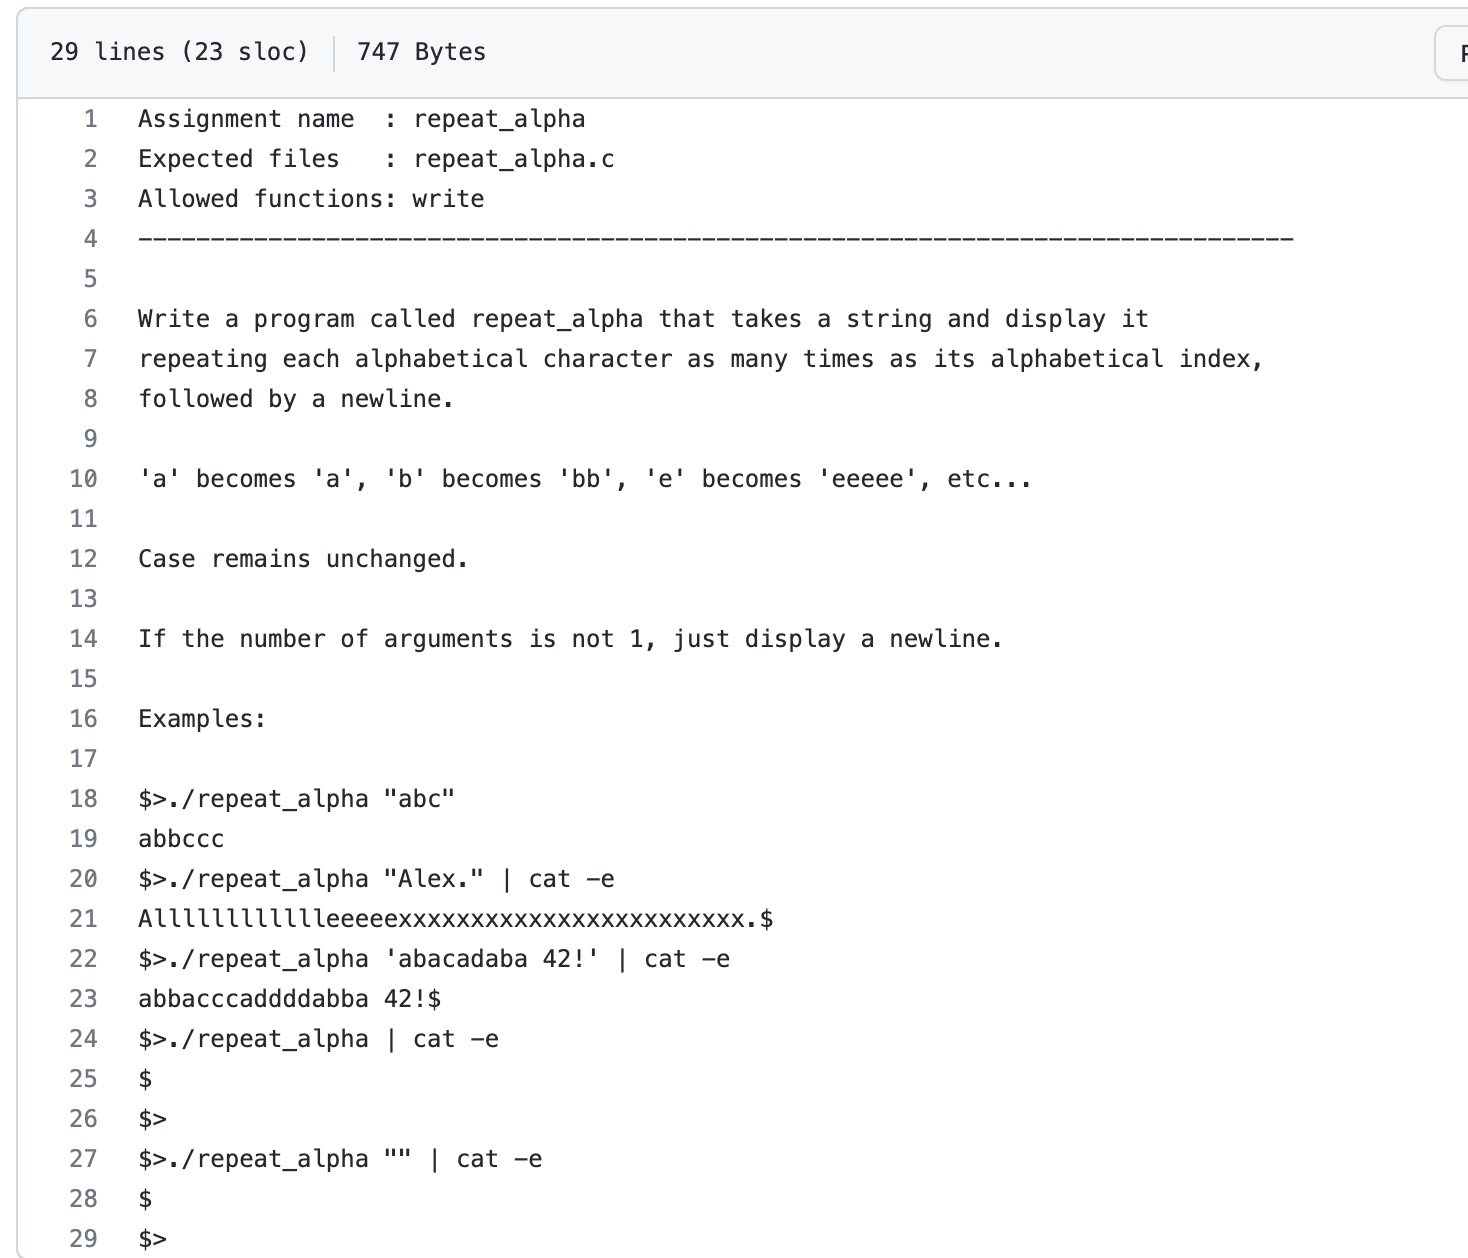 29 lines (23 sloc) 747 Bytes
1 Assignment name  : repeat_alpha
2 Expected files   : repeat_alpha.c
3 Allowed functions: write
4 --------------------------------------------------------------------------------
5
6 Write a program called repeat_alpha that takes a string and display it
7 repeating each alphabetical character as many times as its alphabetical index,
8 followed by a newline.
9
10 'a' becomes 'a', 'b' becomes 'bb', 'e' becomes 'eeeee', etc...
11
12 Case remains unchanged.
13
14 If the number of arguments is not 1, just display a newline.
15
16 Examples:
17
18 $>./repeat_alpha "abc"
19 abbccc
20 $>./repeat_alpha "Alex." | cat -e
21 Alllllllllllleeeeexxxxxxxxxxxxxxxxxxxxxxxx.$
22 $>./repeat_alpha 'abacadaba 42!' | cat -e
23 abbacccaddddabba 42!$
24 $>./repeat_alpha | cat -e
25 $
26 $>
27 $>./repeat_alpha "" | cat -e
28 $
29 $>